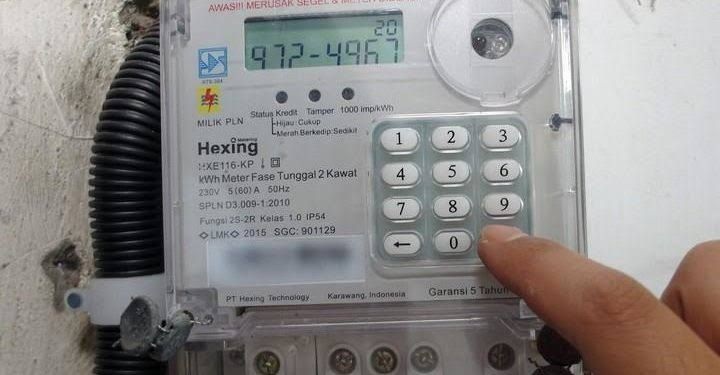 AWAS!!! MERUSAK SEGEL & METER
20
972-4967
MILIK PLN
Status Kredit Tamper 1000 imp/kWh
Hijau: Cukup
Merah Berkedip: Sedikit
Hexing
HXE116-KP
kWh Meter Fase Tunggal 2 Kawat
230V 5(60)A 50Hz
SPLN D3.009-1:2010
Fungsi 2S-2R Kelas 1.0 IP54
LMK 2015 SGC: 901129
1 2 3
4 5 6
7 8 9
← 0
PT Hexing Technology Karawang, Indonesia Garansi 5 Tahun